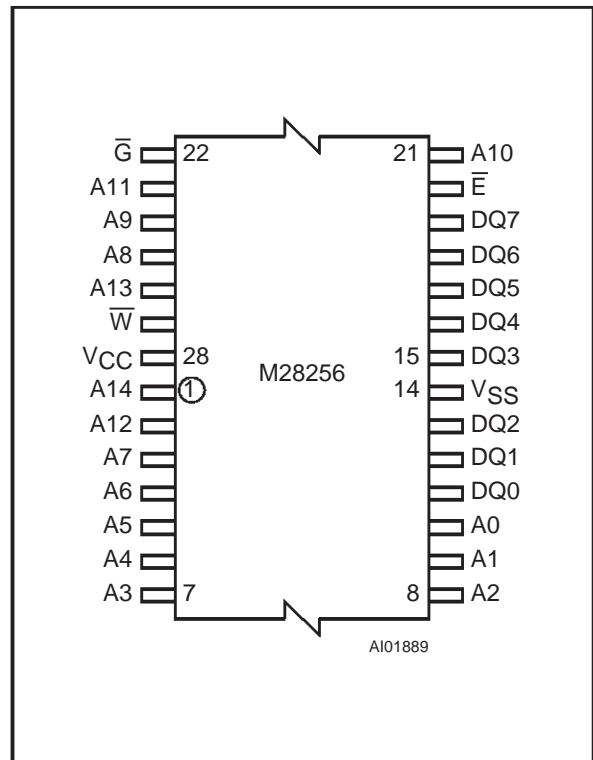 G̅ 22 21 A10
A11 E̅
A9 DQ7
A8 DQ6
A13 DQ5
W̅ DQ4
VCC 28 15 DQ3
M28256
A14 1 14 VSS
A12 DQ2
A7 DQ1
A6 DQ0
A5 A0
A4 A1
A3 7 8 A2
AI01889